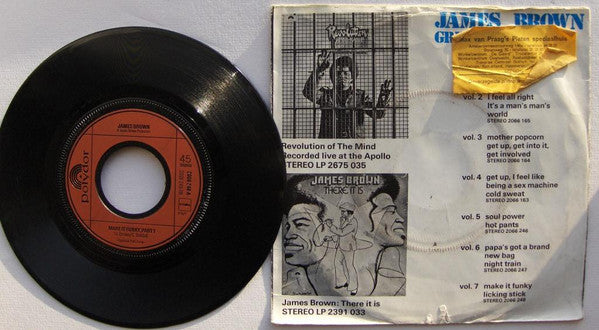 JAMES BROWN
45
polydor
MAKE IT FUNKY, PART 1
Revolution
Revolution of The Mind
Recorded live at the Apollo
STEREO LP 2675 035
JAMES BROWN
THERE IT IS
James Brown: There it is
STEREO LP 2391 033
JAMES BROWN
Max van Praag's Platen speciaalhuis
vol. 2 I feel all right
It's a man's man's
world
STEREO 2066 165
vol. 3 mother popcorn
get up, get into it,
get involved
STEREO 2066 164
vol. 4 get up, I feel like
being a sex machine
cold sweat
STEREO 2066 163
vol. 5 soul power
hot pants
STEREO 2066 246
vol. 6 papa's got a brand
new bag
night train
STEREO 2066 247
vol. 7 make it funky
licking stick
STEREO 2066 248